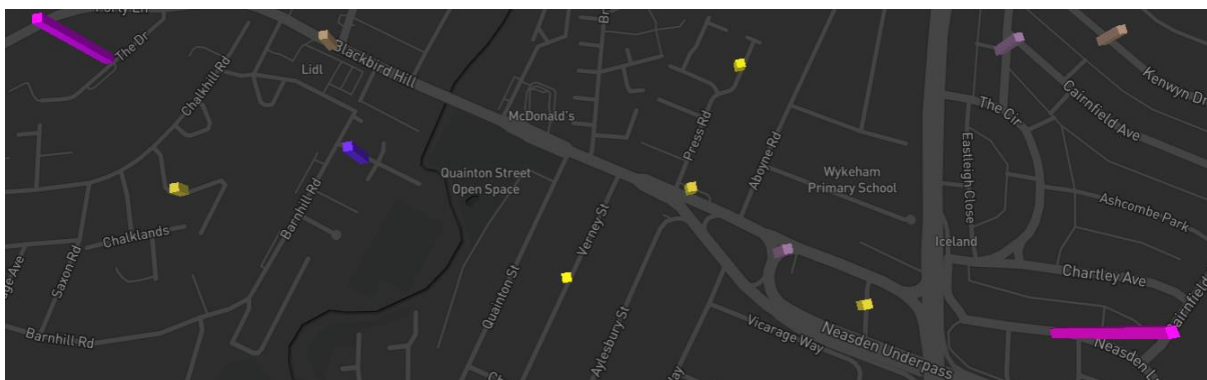 Forty Ln
The Dr
Chalkhill Rd
Lidl
Blackbird Hill
McDonald's
Quainton Street
Open Space
Barnhill Rd
Chalklands
Saxon Rd
Barnhill Rd
Quainton St
Verney St
Aylesbury St
Press Rd
Aboyne Rd
Wykeham
Primary School
Vicarage Way
Neasden Underpass
Eastleigh Close
Iceland
The Cir
Cairnfield Ave
Kenwyn Dr
Ashcombe Park
Chartley Ave